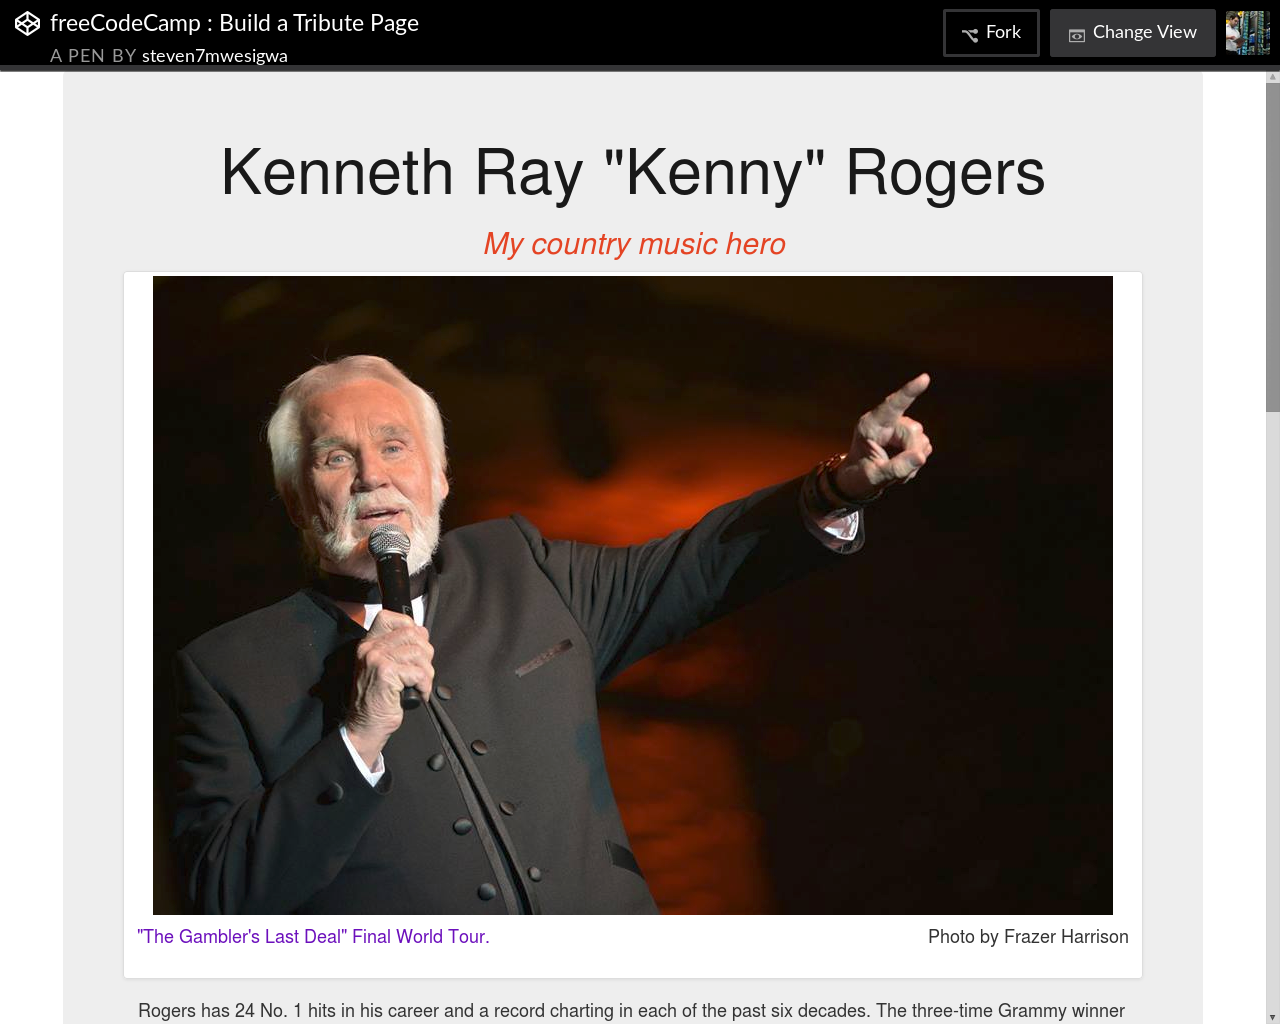 freeCodeCamp : Build a Tribute Page
A PEN BY steven7mwesigwa
Fork
Change View
Kenneth Ray "Kenny" Rogers
My country music hero
"The Gambler's Last Deal" Final World Tour.
Photo by Frazer Harrison
Rogers has 24 No. 1 hits in his career and a record charting in each of the past six decades. The three-time Grammy winner